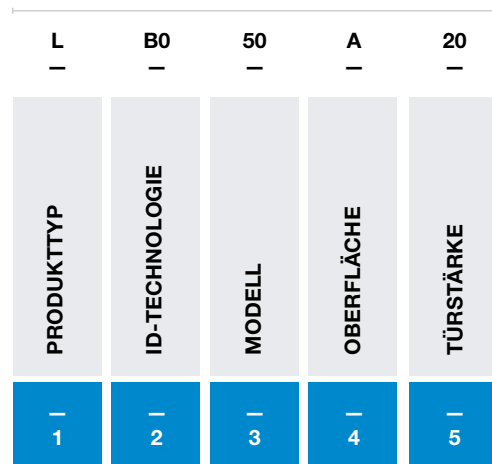 L B0 50 A 20
— — — — —
PRODUKTTYP
ID-TECHNOLOGIE
MODELL
OBERFLÄCHE
TÜRSTÄRKE
— — — — —
1 2 3 4 5